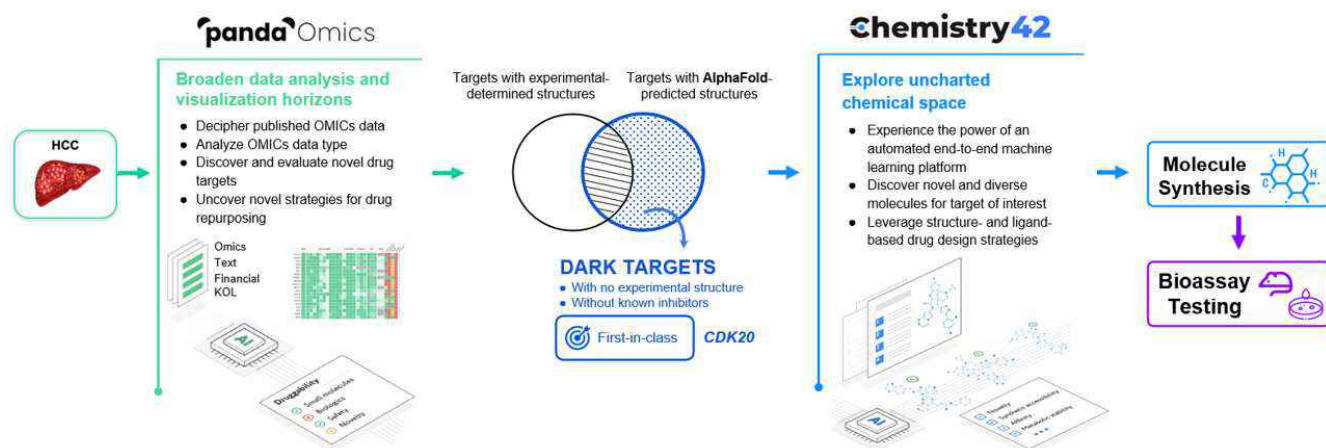 pandaOmics
Chemistry42
Broaden data analysis and
visualization horizons
Decipher published OMICs data
Analyze OMICs data type
Discover and evaluate novel drug
targets
Uncover novel strategies for drug
repurposing
Omics
Text
Financial
KOL
AI
Druggability
Small molecules
Biologics
Safety
Novelty
HCC
Targets with experimental-
determined structures
Targets with AlphaFold-
predicted structures
DARK TARGETS
With no experimental structure
Without known inhibitors
First-in-class
CDK20
Explore uncharted
chemical space
Experience the power of an
automated end-to-end machine
learning platform
Discover novel and diverse
molecules for target of interest
Leverage structure- and ligand-
based drug design strategies
AI
Novelty
Synthetic accessibility
Affinity
Metabolic stability
Molecule
Synthesis
H
C
H
Bioassay
Testing